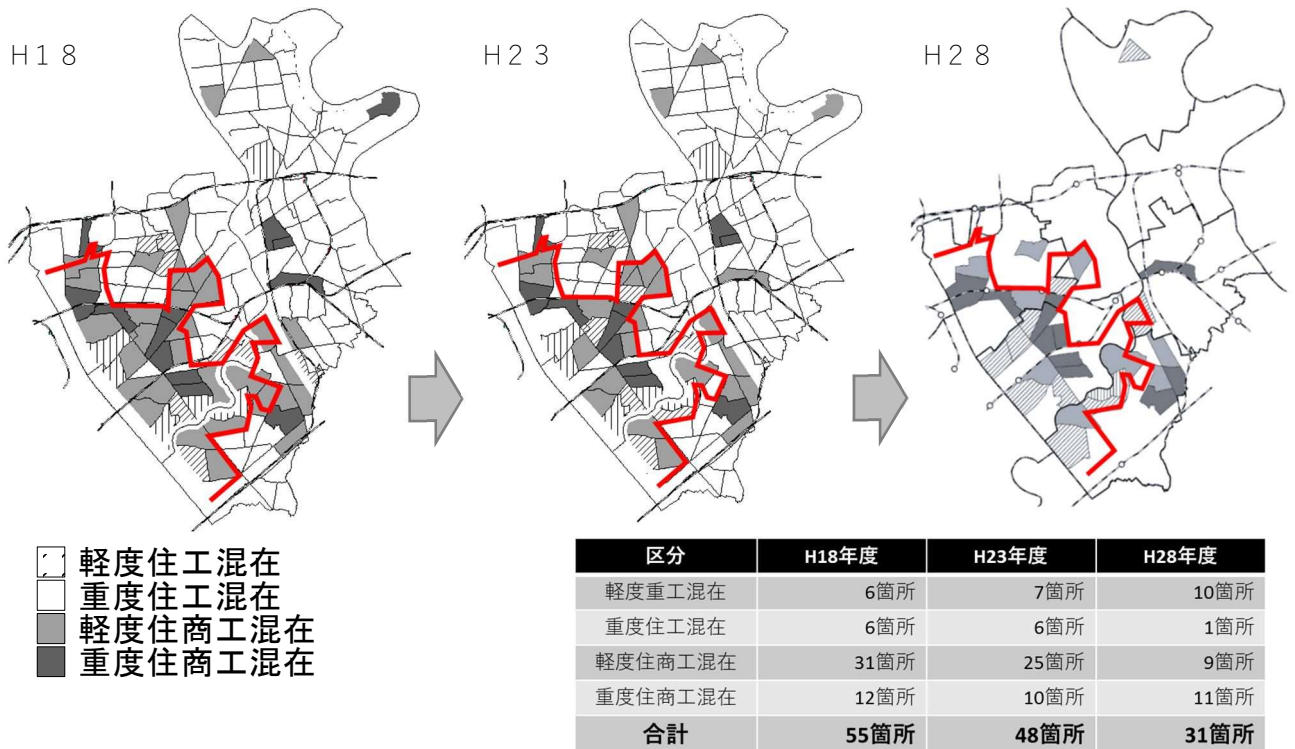 H18
H23
H28
軽度住工混在
重度住工混在
軽度住商工混在
重度住商工混在
区分 H18年度 H23年度 H28年度
軽度重工混在 6箇所 7箇所 10箇所
重度住工混在 6箇所 6箇所 1箇所
軽度住商工混在 31箇所 25箇所 9箇所
重度住商工混在 12箇所 10箇所 11箇所
合計 55箇所 48箇所 31箇所